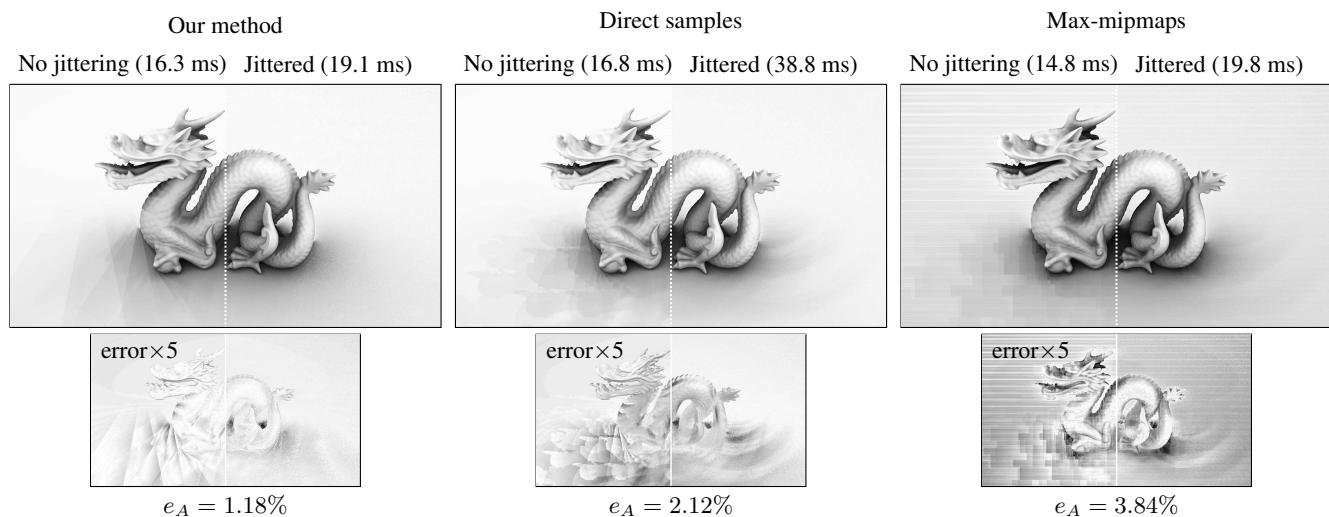 Our method
No jittering (16.3 ms) Jittered (19.1 ms)
error×5
e_A = 1.18%
Direct samples
No jittering (16.8 ms) Jittered (38.8 ms)
error×5
e_A = 2.12%
Max-mipmaps
No jittering (14.8 ms) Jittered (19.8 ms)
error×5
e_A = 3.84%